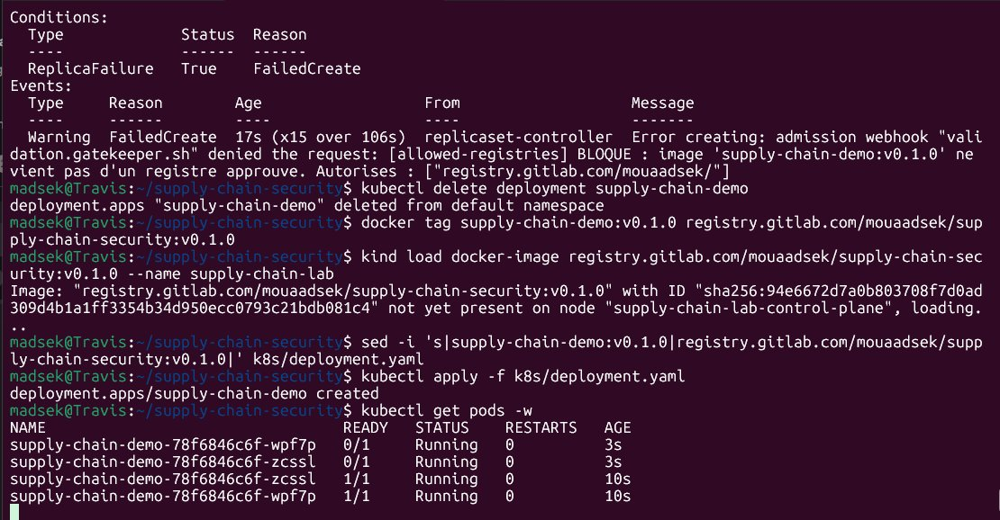 Conditions:
  Type             Status  Reason
  ----             ------  ------
  ReplicaFailure   True    FailedCreate
Events:
  Type     Reason        Age                   From                   Message
  ----     ------        ----                  ----                   -------
  Warning  FailedCreate  17s (x15 over 106s)  replicaset-controller  Error creating: admission webhook "vali
dation.gatekeeper.sh" denied the request: [allowed-registries] BLOQUE : image 'supply-chain-demo:v0.1.0' ne
vient pas d'un registre approuve. Autorises : ["registry.gitlab.com/mouaadsek/"]
madsek@Travis:~/supply-chain-security$ kubectl delete deployment supply-chain-demo
deployment.apps "supply-chain-demo" deleted from default namespace
madsek@Travis:~/supply-chain-security$ docker tag supply-chain-demo:v0.1.0 registry.gitlab.com/mouaadsek/sup
ply-chain-security:v0.1.0
madsek@Travis:~/supply-chain-security$ kind load docker-image registry.gitlab.com/mouaadsek/supply-chain-sec
urity:v0.1.0 --name supply-chain-lab
Image: "registry.gitlab.com/mouaadsek/supply-chain-security:v0.1.0" with ID "sha256:94e6672d7a0b803708f7d0ad
309d4b1a1ff3354b34d950ecc0793c21bdb081c4" not yet present on node "supply-chain-lab-control-plane", loading.
..
madsek@Travis:~/supply-chain-security$ sed -i 's|supply-chain-demo:v0.1.0|registry.gitlab.com/mouaadsek/supp
ly-chain-security:v0.1.0|' k8s/deployment.yaml
madsek@Travis:~/supply-chain-security$ kubectl apply -f k8s/deployment.yaml
deployment.apps/supply-chain-demo created
madsek@Travis:~/supply-chain-security$ kubectl get pods -w
NAME                                 READY   STATUS    RESTARTS   AGE
supply-chain-demo-78f6846c6f-wpf7p   0/1     Running   0          3s
supply-chain-demo-78f6846c6f-zcssl   0/1     Running   0          3s
supply-chain-demo-78f6846c6f-zcssl   1/1     Running   0          10s
supply-chain-demo-78f6846c6f-wpf7p   1/1     Running   0          10s